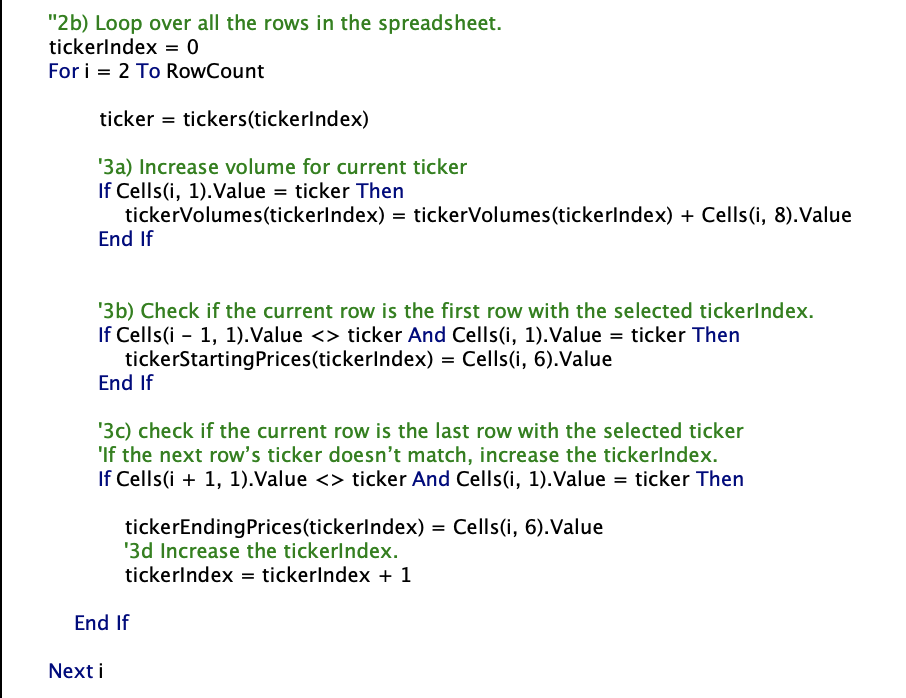 "2b) Loop over all the rows in the spreadsheet.
tickerIndex = 0
For i = 2 To RowCount
ticker = tickers(tickerIndex)
'3a) Increase volume for current ticker
If Cells(i, 1).Value = ticker Then
tickerVolumes(tickerIndex) = tickerVolumes(tickerIndex) + Cells(i, 8).Value
End If
'3b) Check if the current row is the first row with the selected tickerIndex.
If Cells(i - 1, 1).Value <> ticker And Cells(i, 1).Value = ticker Then
tickerStartingPrices(tickerIndex) = Cells(i, 6).Value
End If
'3c) check if the current row is the last row with the selected ticker
'If the next row’s ticker doesn’t match, increase the tickerIndex.
If Cells(i + 1, 1).Value <> ticker And Cells(i, 1).Value = ticker Then
tickerEndingPrices(tickerIndex) = Cells(i, 6).Value
'3d Increase the tickerIndex.
tickerIndex = tickerIndex + 1
End If
Next i